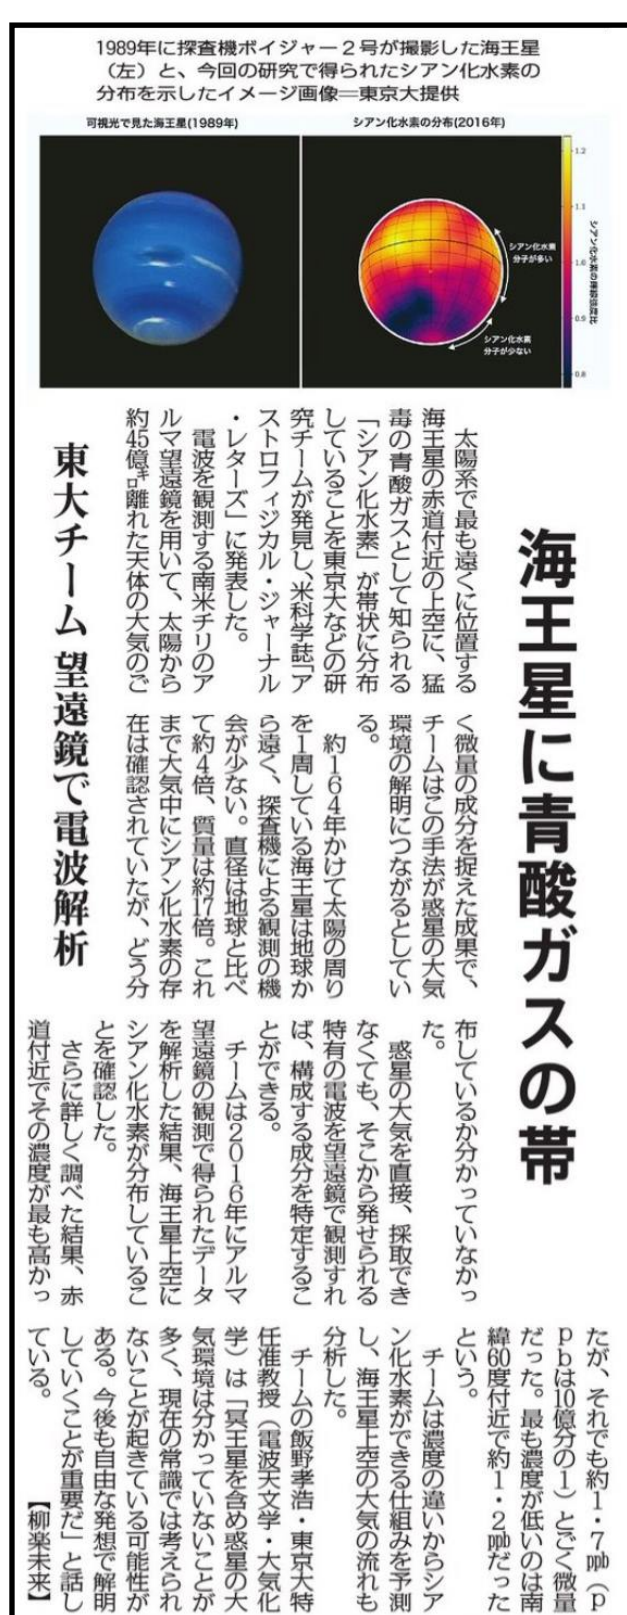 1989年に探査機ボイジャー2号が撮影した海王星
(左)と、今回の研究で得られたシアン化水素の
分布を示したイメージ画像＝東京大提供
可視光で見た海王星(1989年)
シアン化水素の分布(2016年)
1.2
1.1
1.0
0.9
0.8
シアン化水素
分子が多い
シアン化水素
分子が少ない
海王星に青酸ガスの帯
東大チーム 望遠鏡で電波解析
太陽系で最も遠くに位置する
海王星の赤道付近の上空に、猛
毒の青酸ガスとして知られる
「シアン化水素」が帯状に分布
していることを東京大などの研
究チームが発見し、米科学誌「ア
ストロフィジカル・ジャーナル
・レターズ」に発表した。
電波を観測する南米チリのア
ルマ望遠鏡を用いて、太陽から
約45億㌔離れた天体の大気のご
く微量の成分を捉えた成果で、
チームはこの手法が惑星の大気
環境の解明につながるとしてい
る。
約164年かけて太陽の周り
を1周している海王星は地球か
ら遠く、探査機による観測の機
会が少ない。直径は地球と比べ
て約4倍、質量は約17倍。これ
まで大気中にシアン化水素の存
在は確認されていたが、どう分
布しているか分かっていなかっ
た。
惑星の大気を直接、採取でき
なくても、そこから発せられる
特有の電波を望遠鏡で観測すれ
ば、構成する成分を特定するこ
とができる。
チームは2016年にアルマ
望遠鏡の観測で得られたデータ
を解析した結果、海王星上空に
シアン化水素が分布しているこ
とを確認した。
さらに詳しく調べた結果、赤
道付近でその濃度が最も高かっ
たが、それでも約1・7ppb(p
pbは10億分の1)とごく微量
だった。最も濃度が低いのは南
緯60度付近で約1・2ppbだった
という。
チームは濃度の違いからシア
ン化水素ができる仕組みを予測
し、海王星上空の大気の流れも
分析した。
チームの飯野孝浩・東京大特
任准教授(電波天文学・大気化
学)は「冥王星を含め惑星の大
気環境は分かっていないことが
多く、現在の常識では考えられ
ないことが起きている可能性が
ある。今後も自由な発想で解明
していくことが重要だ」と話し
ている。
【柳楽未来】